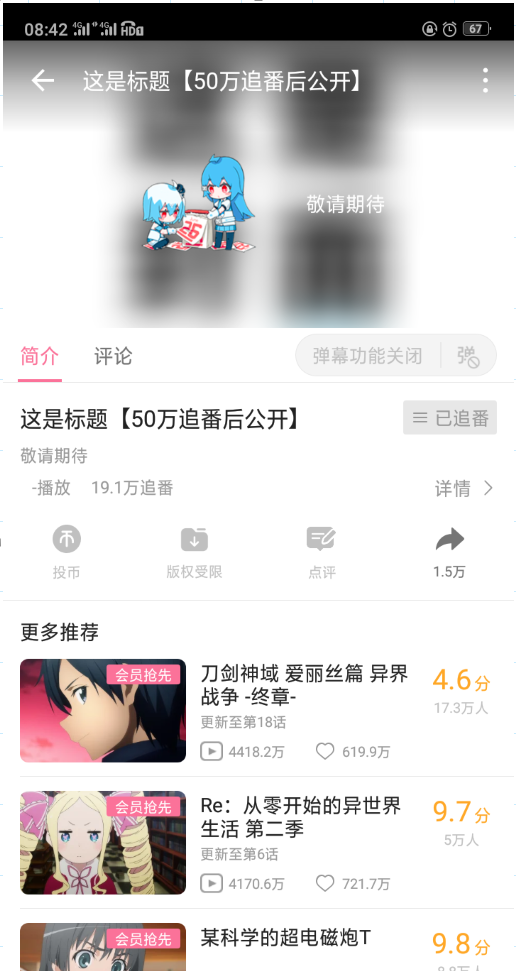 08:42 4G 4G HD 67
这是标题【50万追番后公开】
26
敬请期待
简介 评论 弹幕功能关闭 弹
这是标题【50万追番后公开】 已追番
敬请期待
-播放 19.1万追番 详情
投币 版权受限 点评 1.5万
更多推荐
会员抢先
刀剑神域 爱丽丝篇 异界
战争 -终章-
4.6分
17.3万人
更新至第18话
4418.2万 619.9万
会员抢先
Re：从零开始的异世界
生活 第二季
9.7分
5万人
更新至第6话
4170.6万 721.7万
会员抢先
某科学的超电磁炮T
9.8分